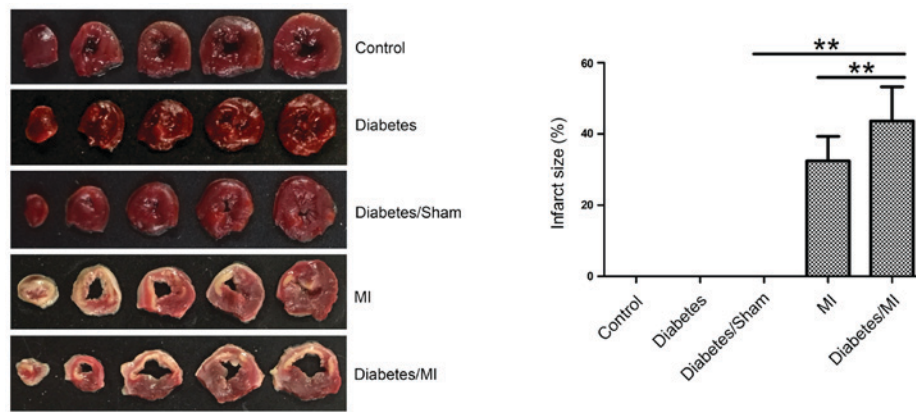 Control
Diabetes
Diabetes/Sham
MI
Diabetes/MI
**
**
60
40
20
0
Infarct size (%)
Control
Diabetes
Diabetes/Sham
MI
Diabetes/MI